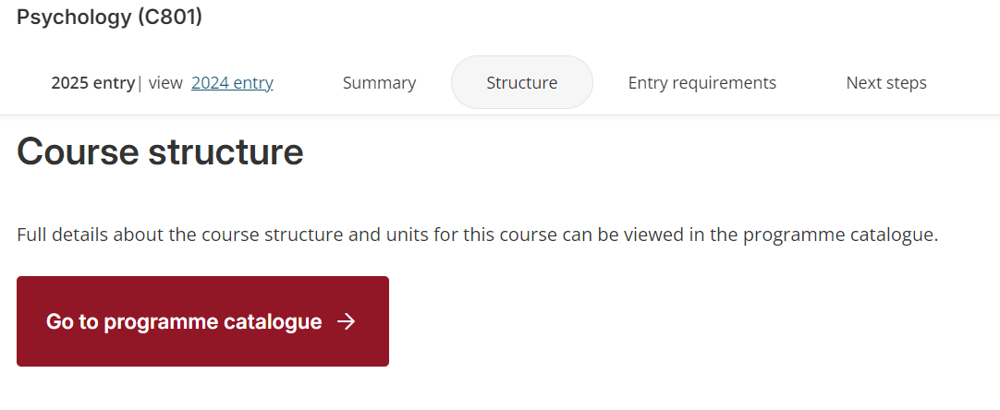 Psychology (C801)
2025 entry| view 2024 entry Summary Structure Entry requirements Next steps
Course structure
Full details about the course structure and units for this course can be viewed in the programme catalogue.
Go to programme catalogue →